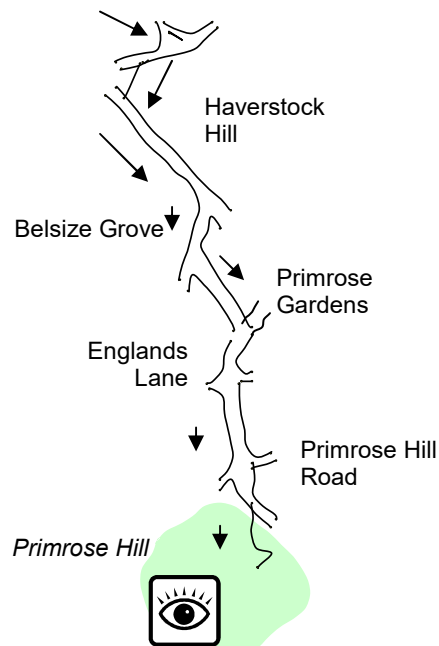 Haverstock
Hill
Belsize Grove
Primrose
Gardens
Englands
Lane
Primrose Hill
Road
Primrose Hill